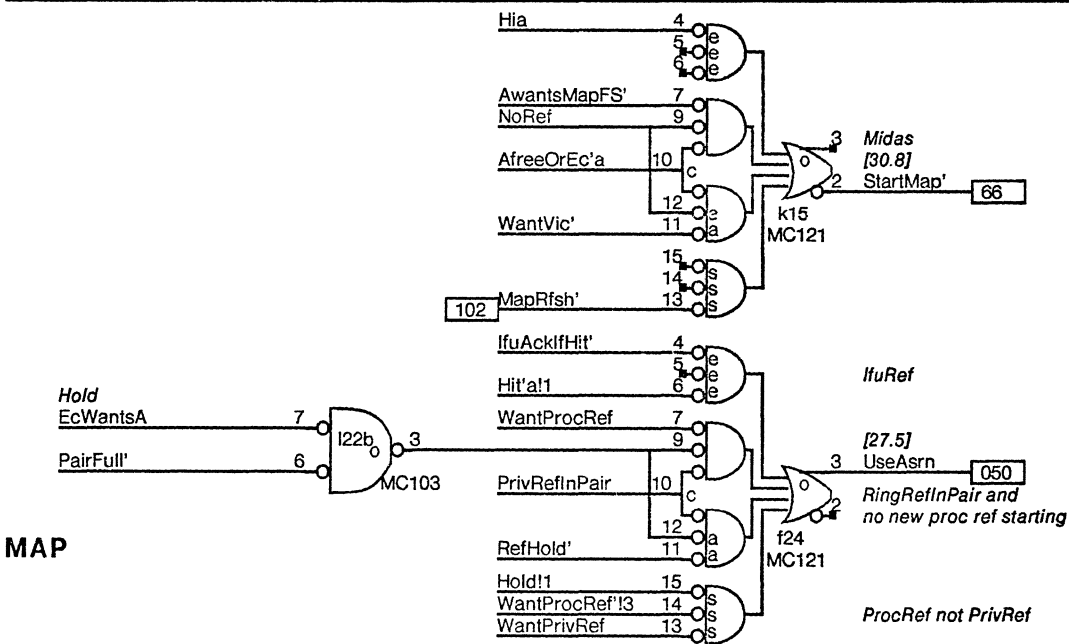 Hia 4
e
5 e
6 e
AwantsMapFS' 7
NoRef 9
AfreeOrEc'a 10
c
12 a
WantVic' 11 a
15 s
14 s
102 MapRfsh' 13 s
o
3 Midas
[30.8]
2 StartMap' 66
k15
MC121
IfuAckIfHit' 4 e
5 e
Hit'a!1 6 e
IfuRef
Hold
EcWantsA 7
l22b
o
3
PairFull' 6
MC103
WantProcRef 7
9
PrivRefInPair 10
c
12 a
RefHold' 11 a
o
[27.5]
3 UseAsrn 050
2 RingRefInPair and
no new proc ref starting
f24
MC121
MAP
Hold!1 15 s
WantProcRef'!3 14 s
WantPrivRef 13 s
ProcRef not PrivRef